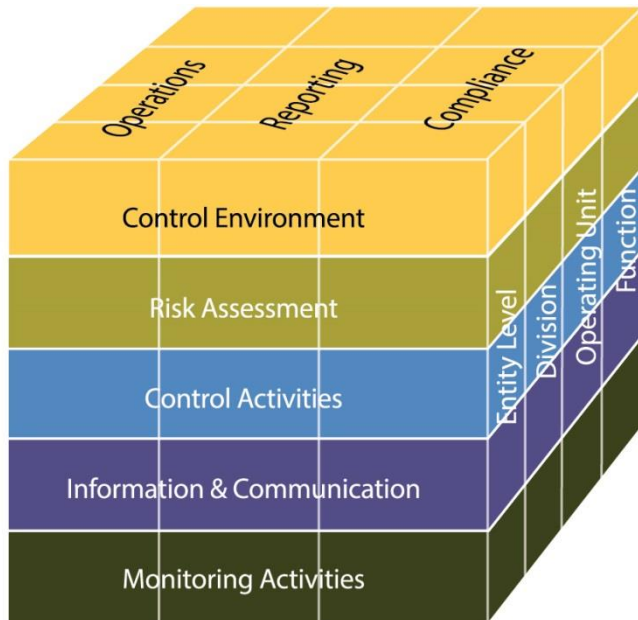 Operations
Reporting
Compliance
Control Environment
Risk Assessment
Control Activities
Information & Communication
Monitoring Activities
Entity Level
Division
Operating Unit
Function